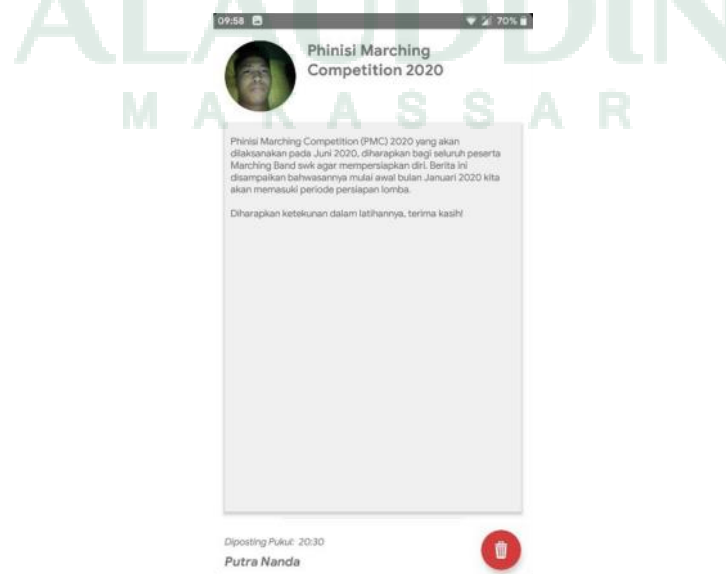 ALAUDDIN
MAKASSAR
09:58
70%
Phinisi Marching
Competition 2020
Phinisi Marching Competition (PMC) 2020 yang akan
dilaksanakan pada Juni 2020, diharapkan bagi seluruh peserta
Marching Band swk agar mempersiapkan diri. Berita ini
disampaikan bahwasannya mulai awal bulan Januari 2020 kita
akan memasuki periode persiapan lomba.
Diharapkan ketekunan dalam latihannya, terima kasih!
Diposting Pukul: 20:30
Putra Nanda